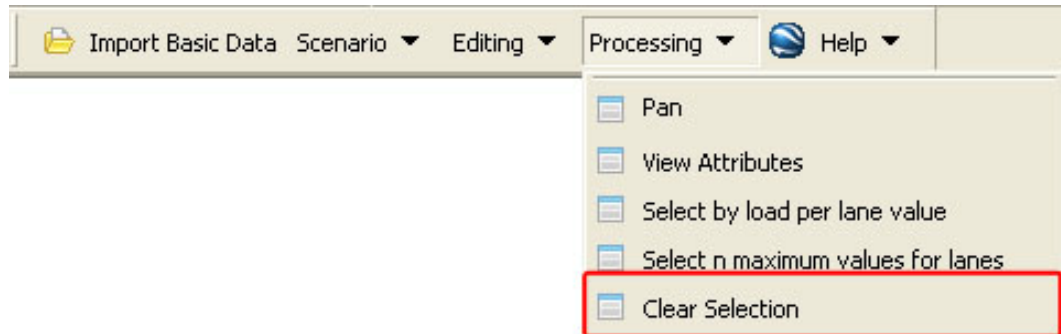 Import Basic Data Scenario Editing Processing Help
Pan
View Attributes
Select by load per lane value
Select n maximum values for lanes
Clear Selection